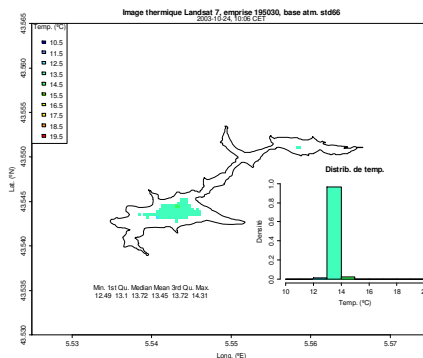 Image thermique Landsat 7, emprise 195030, base atm. std66
2003-10-24, 10:06 CET
Temp. (ºC)
10.5
11.5
12.5
13.5
14.5
15.5
16.5
17.5
18.5
19.5
Lat. (ºN)
43.565
43.560
43.555
43.550
43.545
43.540
43.535
43.530
Distrib. de temp.
Densité
1.0
0.8
0.6
0.4
0.2
0.0
10 12 14 16 18 20
Temp. (ºC)
Min. 1st Qu. Median Mean 3rd Qu. Max.
12.49 13.1 13.72 13.45 13.72 14.31
5.53 5.54 5.55 5.56 5.57
Long. (ºE)